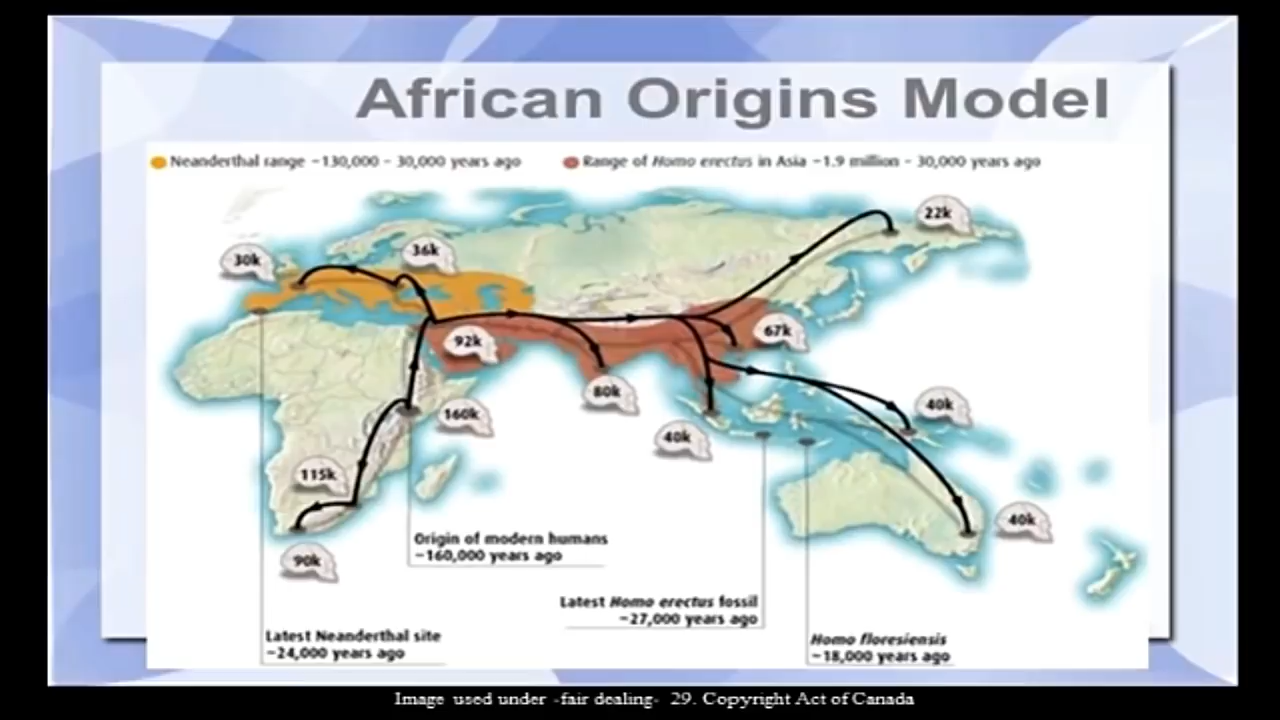 African Origins Model
Neanderthal range ~130,000 - 30,000 years ago
Range of Homo erectus in Asia ~1.9 million - 30,000 years ago
22k
30k
36k
67k
92k
80k
160k
40k
40k
115k
40k
90k
Origin of modern humans
~160,000 years ago
Latest Homo erectus fossil
~27,000 years ago
Latest Neanderthal site
~24,000 years ago
Homo floresiensis
~18,000 years ago
Image used under -fair dealing- 29. Copyright Act of Canada